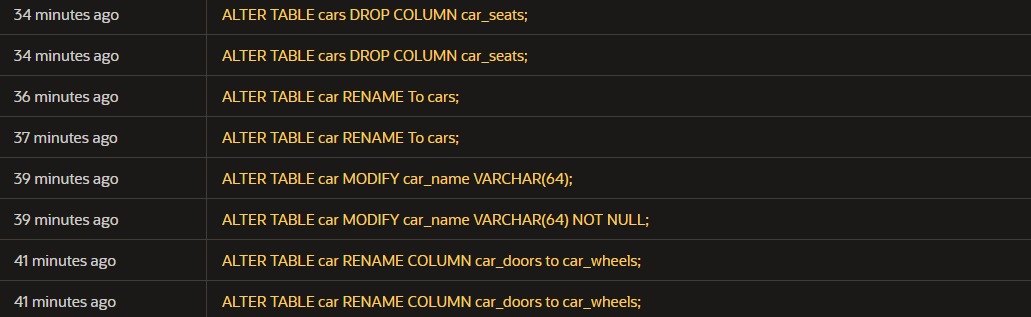 34 minutes ago ALTER TABLE cars DROP COLUMN car_seats;
34 minutes ago ALTER TABLE cars DROP COLUMN car_seats;
36 minutes ago ALTER TABLE car RENAME To cars;
37 minutes ago ALTER TABLE car RENAME To cars;
39 minutes ago ALTER TABLE car MODIFY car_name VARCHAR(64);
39 minutes ago ALTER TABLE car MODIFY car_name VARCHAR(64) NOT NULL;
41 minutes ago ALTER TABLE car RENAME COLUMN car_doors to car_wheels;
41 minutes ago ALTER TABLE car RENAME COLUMN car_doors to car_wheels;